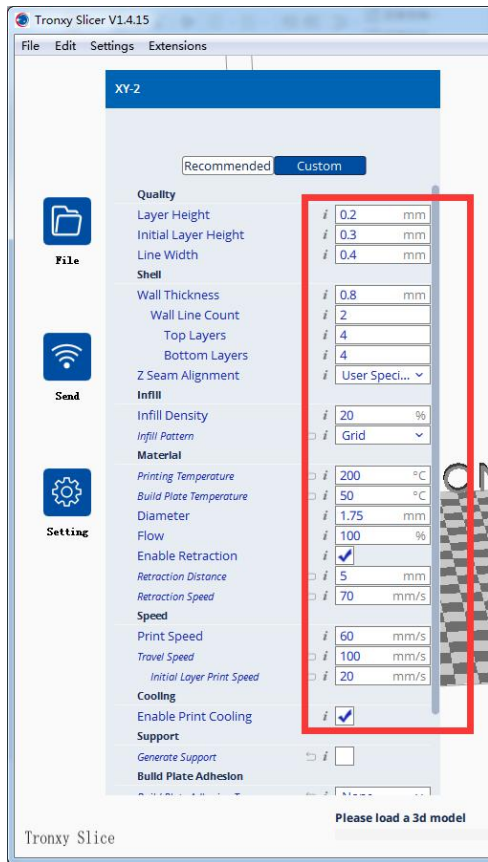 Tronxy Slicer V1.4.15
File Edit Settings Extensions
XY-2
Recommended Custom
Quality
Layer Height i 0.2 mm
Initial Layer Height i 0.3 mm
Line Width i 0.4 mm
Shell
Wall Thickness i 0.8 mm
Wall Line Count i 2
Top Layers i 4
Bottom Layers i 4
Z Seam Alignment i User Speci...
Infill
Infill Density i 20 %
Infill Pattern i Grid
Material
Printing Temperature i 200 °C
Build Plate Temperature i 50 °C
Diameter i 1.75 mm
Flow i 100 %
Enable Retraction i
Retraction Distance i 5 mm
Retraction Speed i 70 mm/s
Speed
Print Speed i 60 mm/s
Travel Speed i 100 mm/s
Initial Layer Print Speed i 20 mm/s
Cooling
Enable Print Cooling i
Support
Generate Support i
Build Plate Adhesion
File
Send
Setting
Please load a 3d model
Tronxy Slice